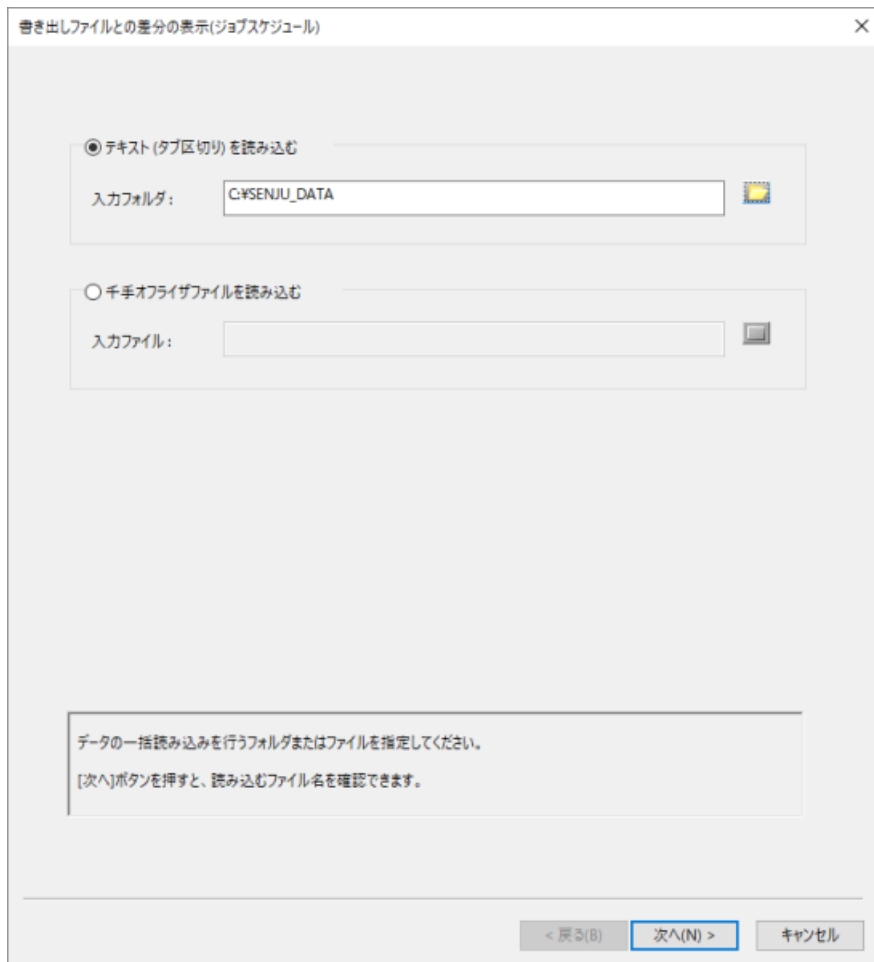 書き出しファイルとの差分の表示(ジョブスケジュール)
テキスト(タブ区切り)を読み込む
入力フォルダ:
C:¥SENJU_DATA
千手オフライザファイルを読み込む
入力ファイル:
データの一括読み込みを行うフォルダまたはファイルを指定してください。
[次へ]ボタンを押すと、読み込むファイル名を確認できます。
< 戻る(B)
次へ(N) >
キャンセル